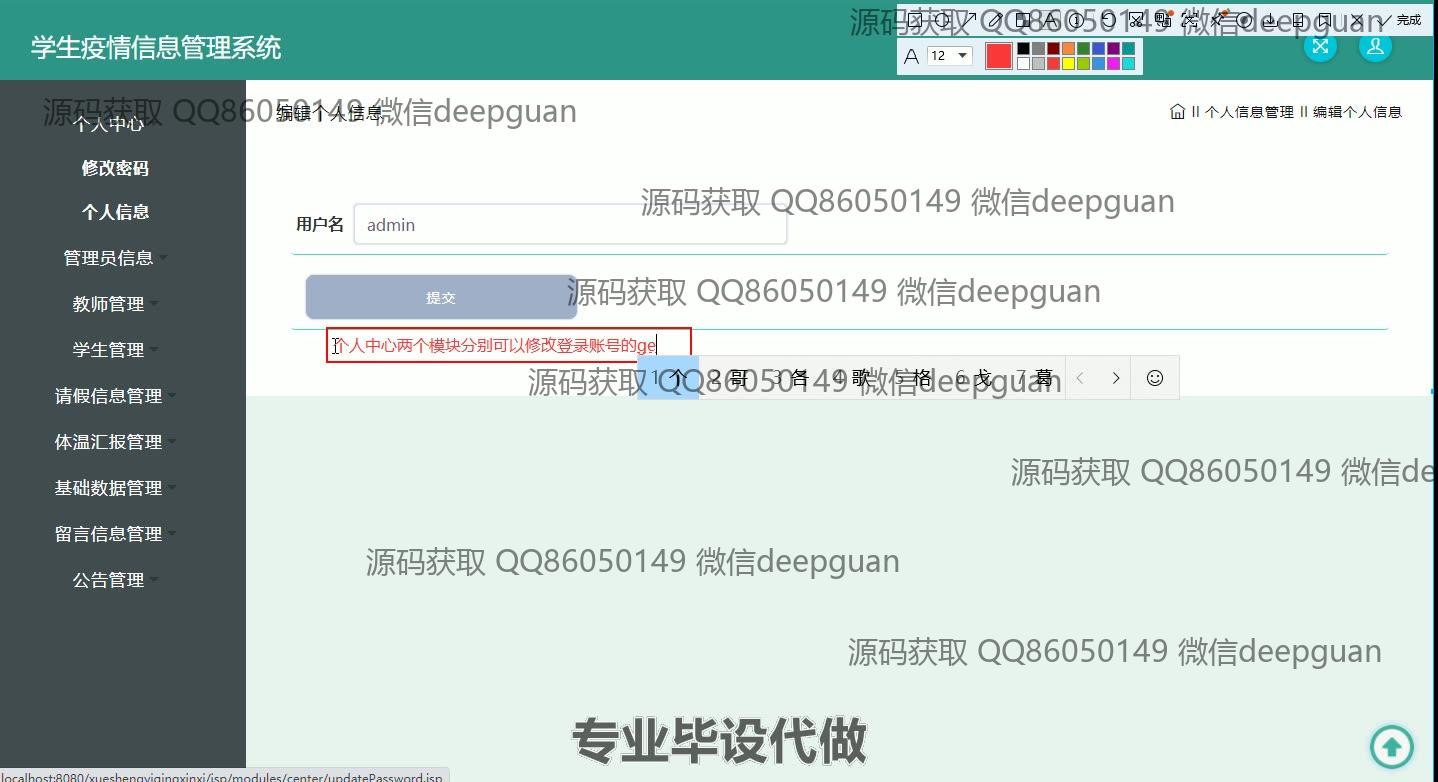 源码获取 QQ86050149 微信deepguan
完成
学生疫情信息管理系统
12
源码获取 QQ86050149 微信deepguan
个人中心
编辑个人信息
II 个人信息管理 II 编辑个人信息
修改密码
个人信息
源码获取 QQ86050149 微信deepguan
用户名
admin
管理员信息
提交
源码获取 QQ86050149 微信deepguan
教师管理
个人中心两个模块分别可以修改登录账号的ge
学生管理
1 个 2 哥 3 各 4 歌 5 格 6 戈 7 葛
源码获取 QQ86050149 微信deepguan
请假信息管理
体温汇报管理
源码获取 QQ86050149 微信de
基础数据管理
留言信息管理
源码获取 QQ86050149 微信deepguan
公告管理
源码获取 QQ86050149 微信deepguan
专业毕设代做
localhost:8080/xueshengyiqingxinxi/jsp/modules/center/updatePassword.jsp